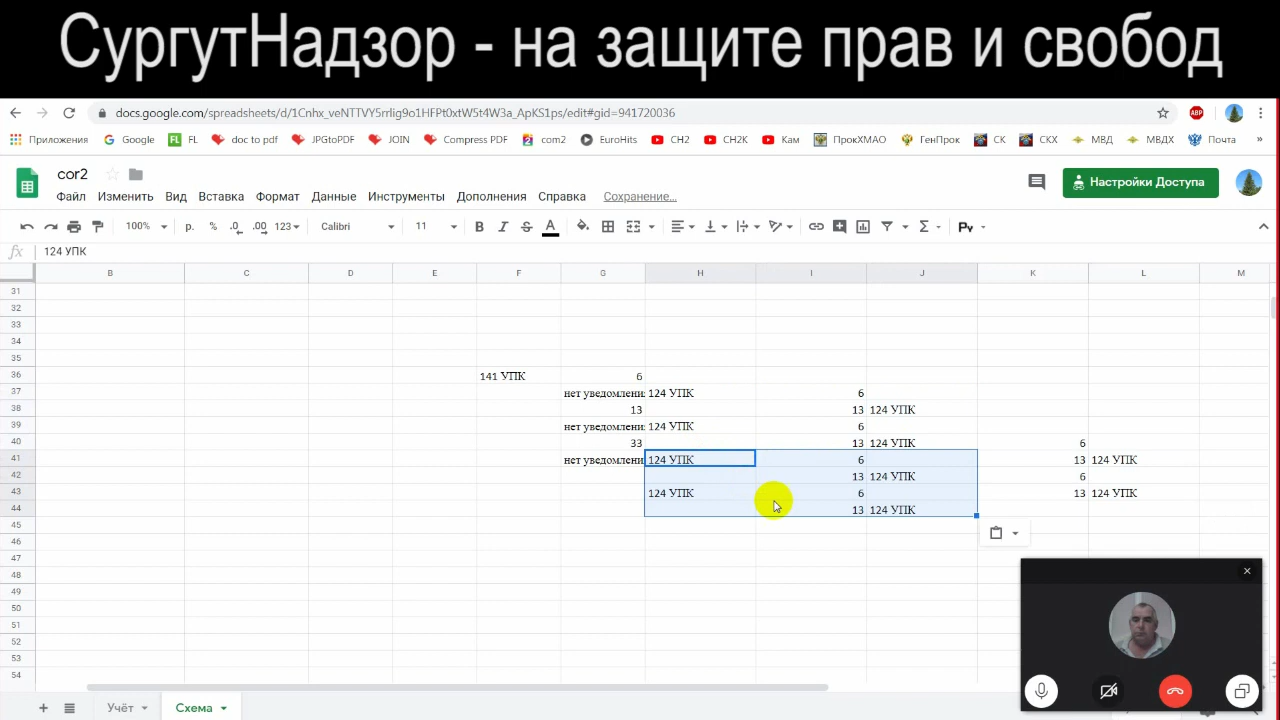 СургутНадзор - на защите прав и свобод
docs.google.com/spreadsheets/d/1Cnhx_veNTTVY5rrlig9o1HFPt0xtW5t4W3a_ApKS1ps/edit#gid=941720036
ABP
Приложения Google FL FL doc to pdf JPGtoPDF JOIN Compress PDF com2 EuroHits СН2 СН2К Кам ПрокХМАО ГенПрок СК СКХ МВД МВДХ Почта »
cor2
Файл Изменить Вид Вставка Формат Данные Инструменты Дополнения Справка Сохранение...
Настройки Доступа
100% р. % .0 .00 123 Calibri 11 B I S A Σ Pу
fx 124 УПК
B C D E F G H I J K L M
31
32
33
34
35
36 141 УПК 6
37 нет уведомлени: 124 УПК 6
38 13 13 124 УПК
39 нет уведомлени: 124 УПК 6
40 33 13 124 УПК 6
41 нет уведомлени 124 УПК 6 13 124 УПК
42 13 124 УПК 6
43 124 УПК 6 13 124 УПК
44 13 124 УПК
45
46
47
48
49
50
51
52
53
54
+ Учёт Схема